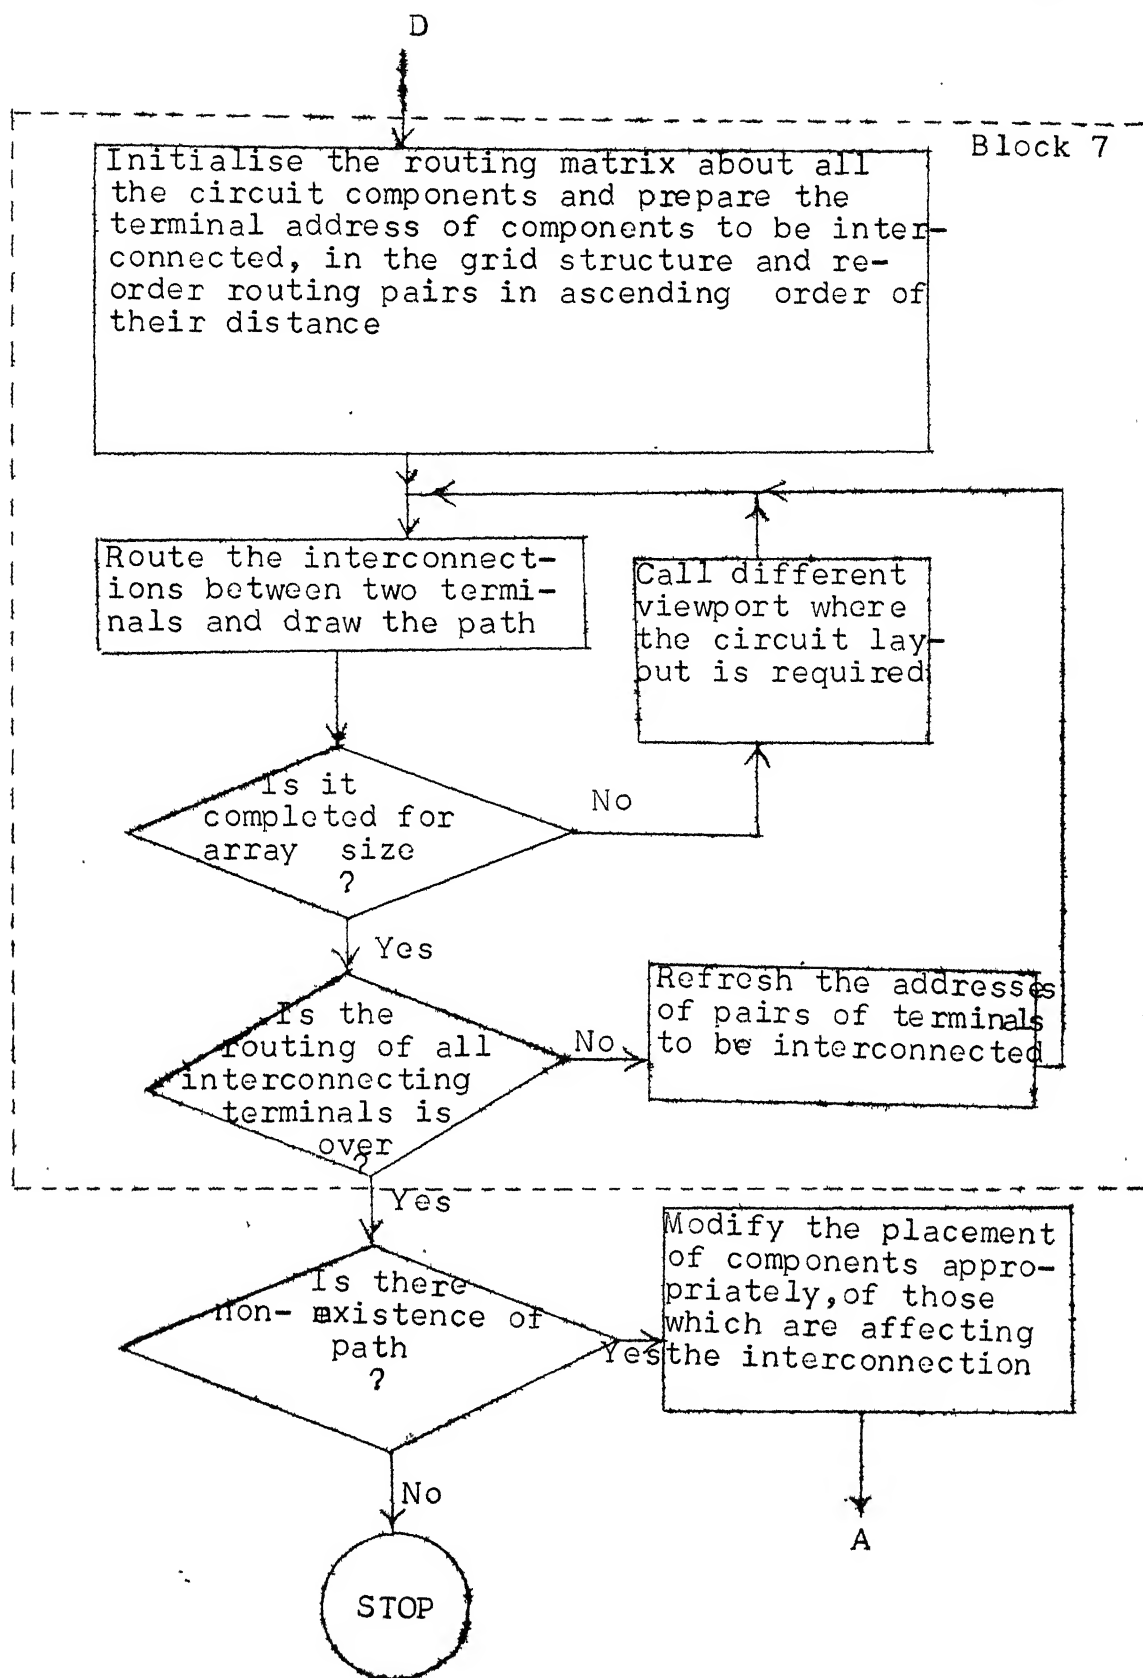 D
Block 7
Initialise the routing matrix about all
the circuit components and prepare the
terminal address of components to be inter-
connected, in the grid structure and re-
order routing pairs in ascending order of
their distance
Route the interconnect-
ions between two termi-
nals and draw the path
Call different
viewport where
the circuit lay-
out is required
Is it
completed for
array size
?
No
Yes
Is the
routing of all
interconnecting
terminals is
over
?
No
Refresh the addresses
of pairs of terminals
to be interconnected
Yes
Is there
non- existence of
path
?
Yes
Modify the placement
of components appro-
priately, of those
which are affecting
the interconnection
No
A
STOP